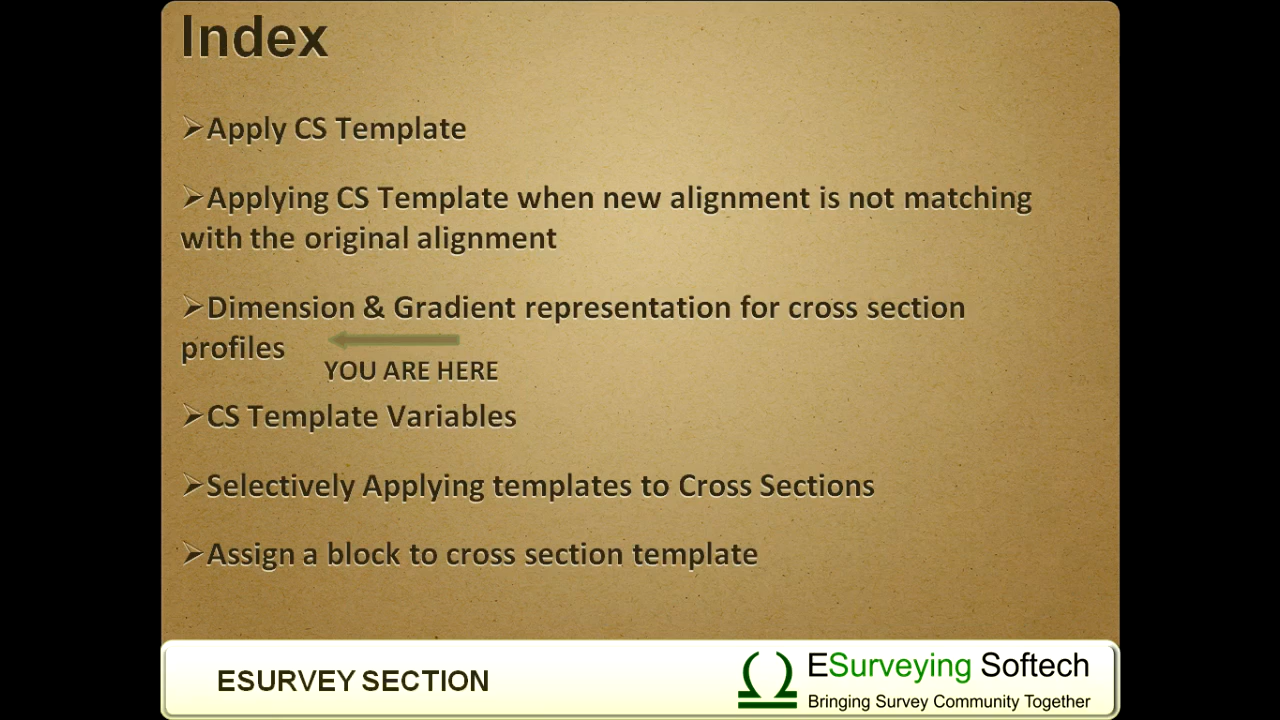 Index
➢Apply CS Template
➢Applying CS Template when new alignment is not matching
with the original alignment
➢Dimension & Gradient representation for cross section
profiles
YOU ARE HERE
➢CS Template Variables
➢Selectively Applying templates to Cross Sections
➢Assign a block to cross section template
ESURVEY SECTION
ESurveying Softech
Bringing Survey Community Together